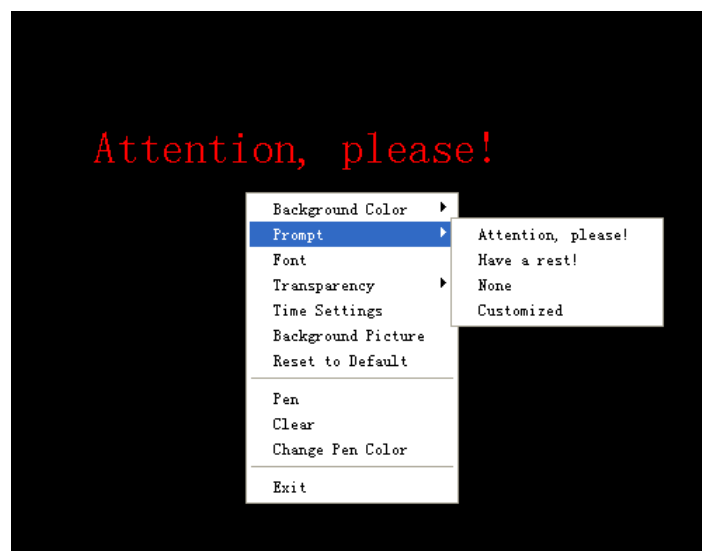 Attention, please!
Background Color
Prompt
Font
Transparency
Time Settings
Background Picture
Reset to Default
Pen
Clear
Change Pen Color
Exit
Attention, please!
Have a rest!
None
Customized